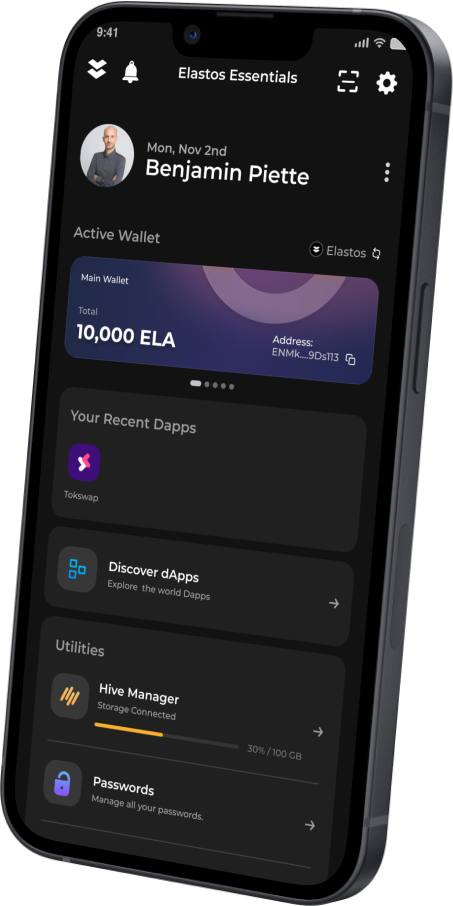 9:41
Elastos Essentials
Mon, Nov 2nd
Benjamin Piette
Active Wallet
Elastos
Main Wallet
Total
10,000 ELA
Address:
ENMk....9Ds113
Your Recent Dapps
Tokswap
Discover dApps
Explore the world Dapps
Utilities
Hive Manager
Storage Connected
30% / 100 GB
Passwords
Manage all your passwords.